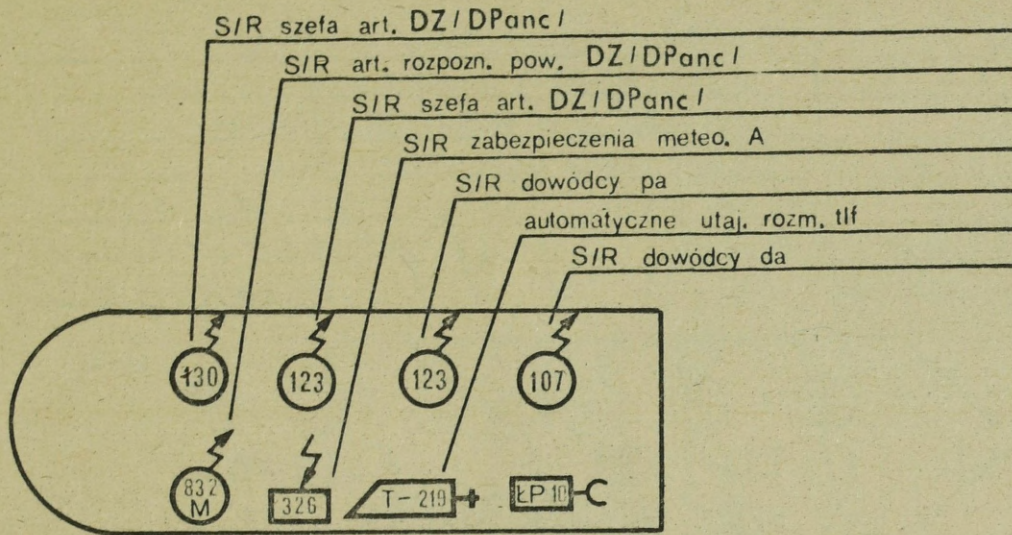 S/R szefa art. DZ/DPanc/
S/R art. rozpozn. pow. DZ/DPanc/
S/R szefa art. DZ/DPanc/
S/R zabezpieczenia meteo. A
S/R dowódcy pa
automatyczne utaj. rozm. tlf
S/R dowódcy da
130 123 123 107
832 M 326 T-219 ŁP 10